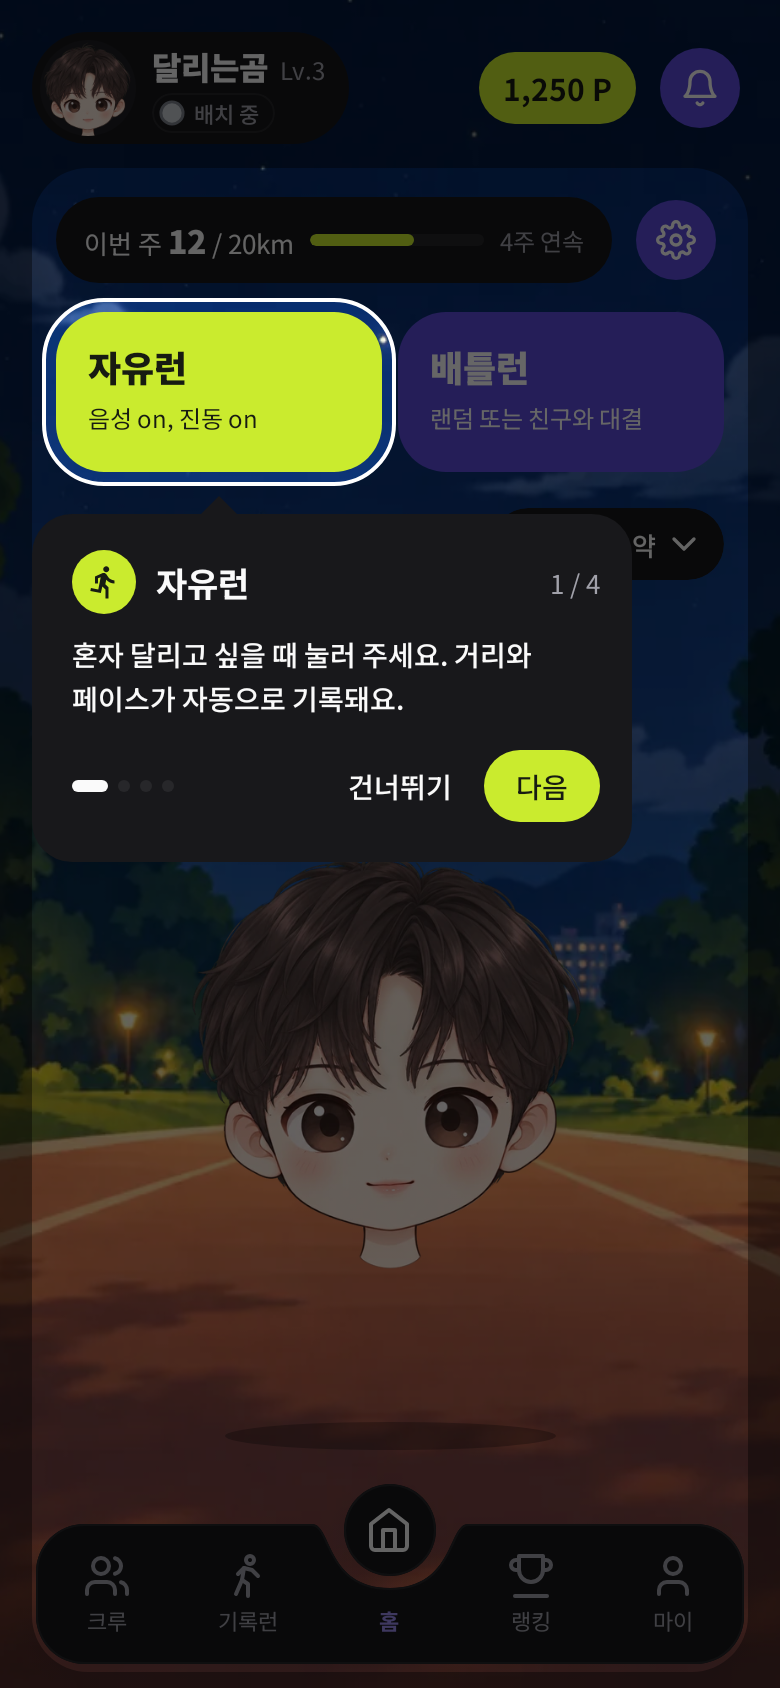 달리는곰 Lv.3
배치 중
1,250 P
이번 주 12 / 20km
4주 연속
자유런
음성 on, 진동 on
배틀런
랜덤 또는 친구와 대결
약
자유런
1 / 4
혼자 달리고 싶을 때 눌러 주세요. 거리와
페이스가 자동으로 기록돼요.
건너뛰기
다음
크루
기록런
홈
랭킹
마이